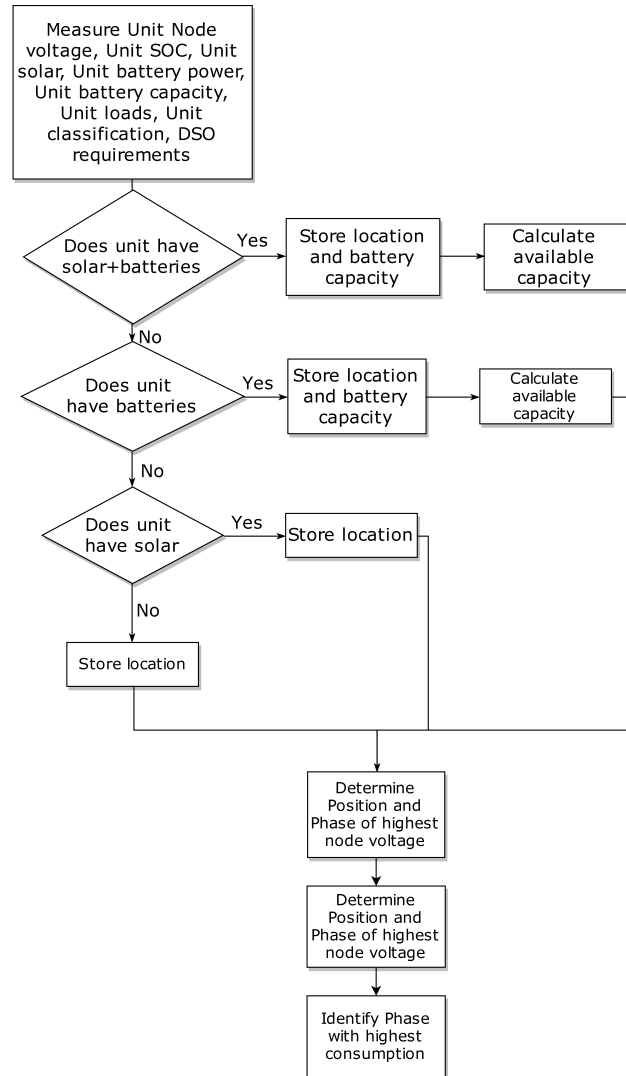 Measure Unit Node
voltage, Unit SOC, Unit
solar, Unit battery power,
Unit battery capacity,
Unit loads, Unit
classification, DSO
requirements
Does unit have
solar+batteries
Yes
Store location
and battery
capacity
Calculate
available
capacity
No
Does unit
have batteries
Yes
Store location
and battery
capacity
Calculate
available
capacity
No
Does unit
have solar
Yes
Store location
No
Store location
Determine
Position and
Phase of highest
node voltage
Determine
Position and
Phase of highest
node voltage
Identify Phase
with highest
consumption